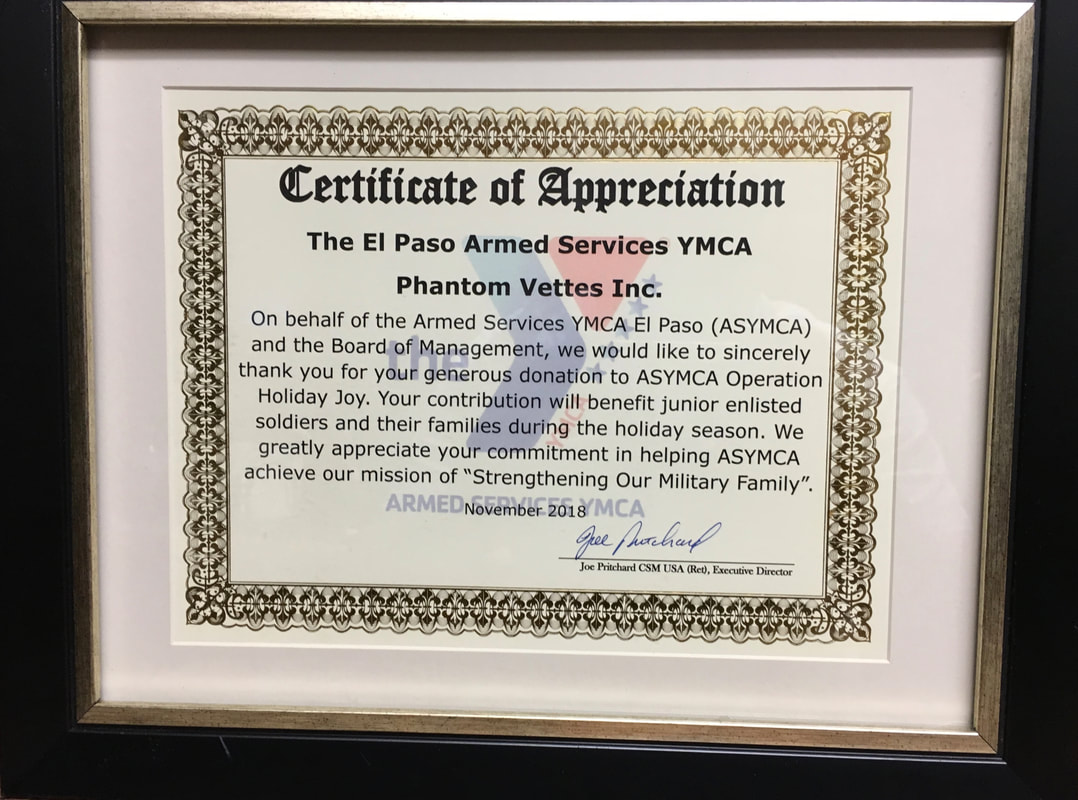 Certificate of Appreciation
The El Paso Armed Services YMCA
Phantom Vettes Inc.
On behalf of the Armed Services YMCA El Paso (ASYMCA)
and the Board of Management, we would like to sincerely
thank you for your generous donation to ASYMCA Operation
Holiday Joy. Your contribution will benefit junior enlisted
soldiers and their families during the holiday season. We
greatly appreciate your commitment in helping ASYMCA
achieve our mission of “Strengthening Our Military Family”.
the
YMCA
ARMED SERVICES YMCA
November 2018
Joe Pritchard
Joe Pritchard CSM USA (Ret), Executive Director